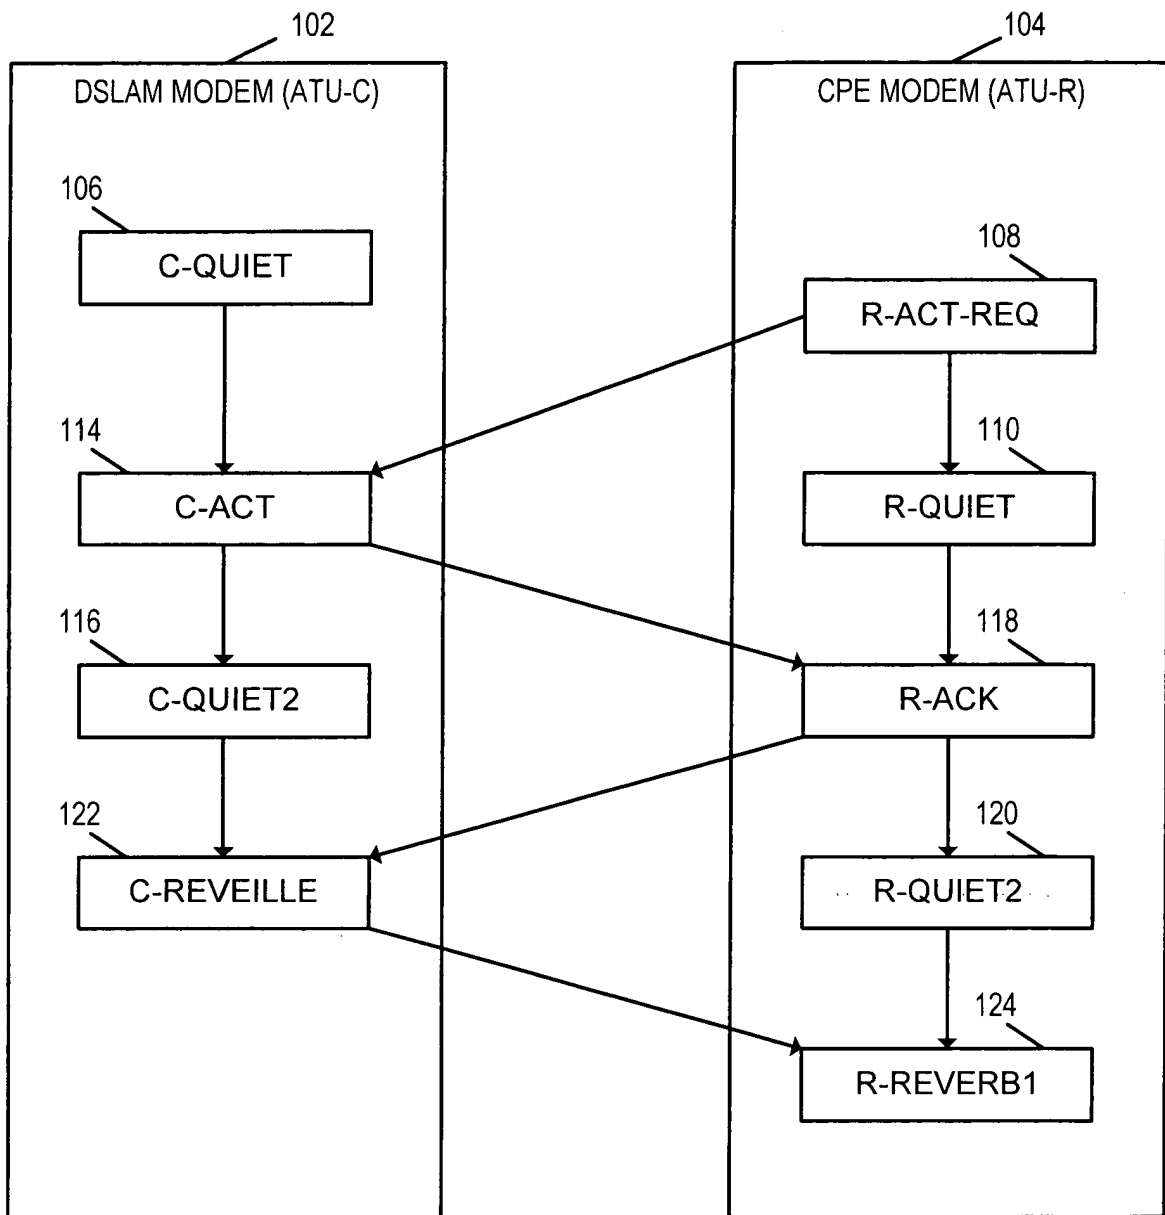 102
104
DSLAM MODEM (ATU-C)
CPE MODEM (ATU-R)
106
C-QUIET
108
R-ACT-REQ
114
C-ACT
110
R-QUIET
116
C-QUIET2
118
R-ACK
122
C-REVEILLE
120
R-QUIET2
124
R-REVERB1